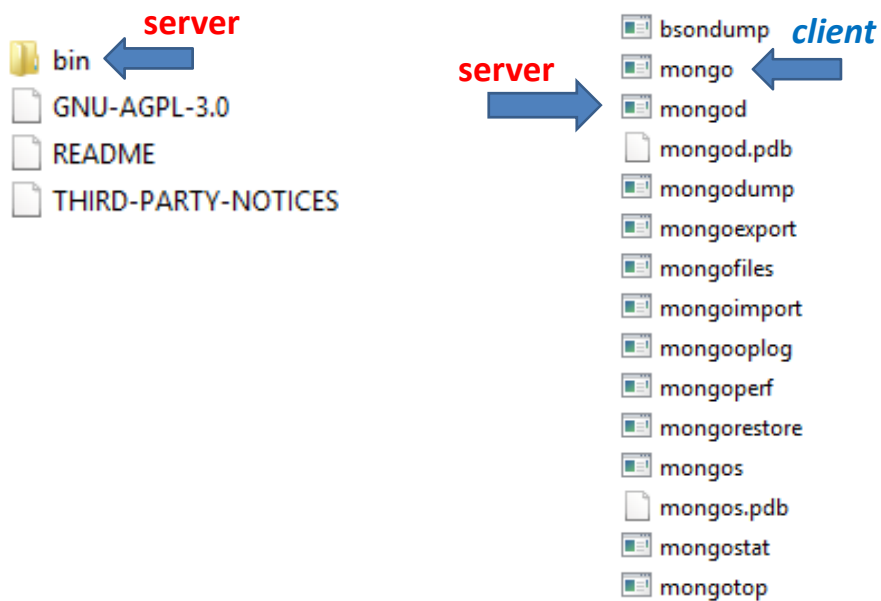 server
bin
GNU-AGPL-3.0
README
THIRD-PARTY-NOTICES
bsondump
client
mongo
server
mongod
mongod.pdb
mongodump
mongoexport
mongofiles
mongoimport
mongooplog
mongoperf
mongorestore
mongos
mongos.pdb
mongostat
mongotop